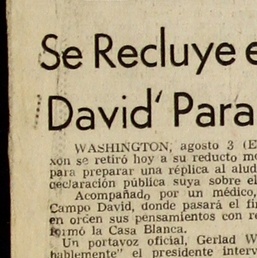 Se Recluye e
David' Para
WASHINGTON, agosto 3 (E
xon se retiró hoy a su reducto m
para preparar una réplica al alud
declaración pública suya sobre el
Acompañado por un médico,
Campo David, donde pasará el fi
en orden sus pensamientos con re
formó la Casa Blanca.
Un portavoz oficial, Gerlad W
bablemente" el presidente interv